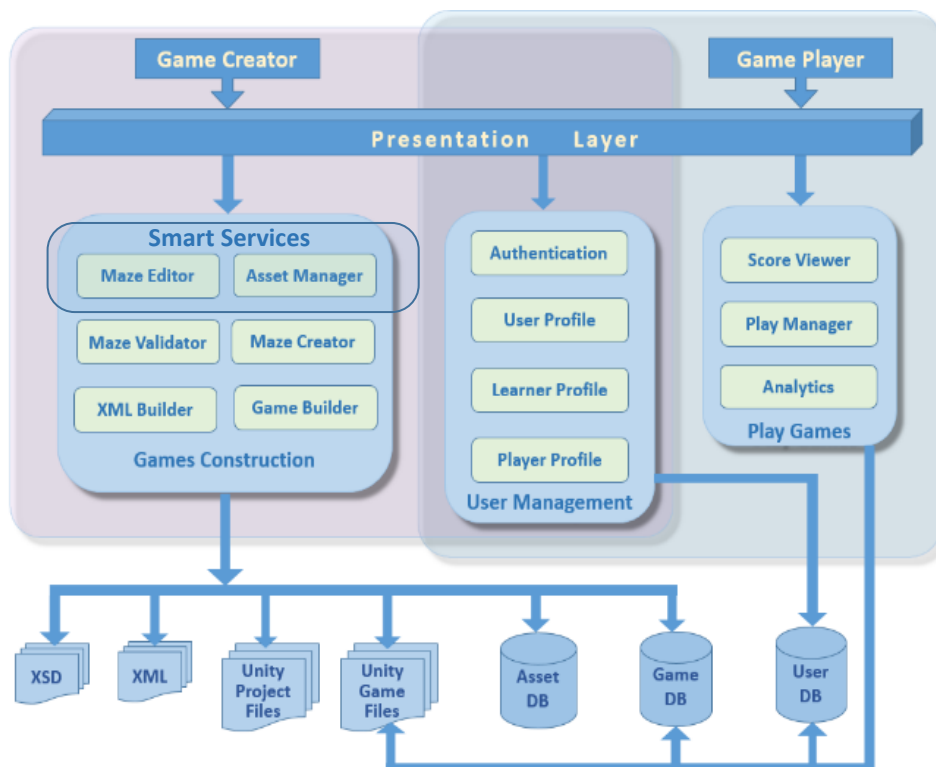 Game Creator
Game Player
Presentation Layer
Smart Services
Maze Editor
Asset Manager
Maze Validator
Maze Creator
XML Builder
Game Builder
Games Construction
Authentication
User Profile
Learner Profile
Player Profile
User Management
Score Viewer
Play Manager
Analytics
Play Games
XSD
XML
Unity
Project
Files
Unity
Game
Files
Asset
DB
Game
DB
User
DB